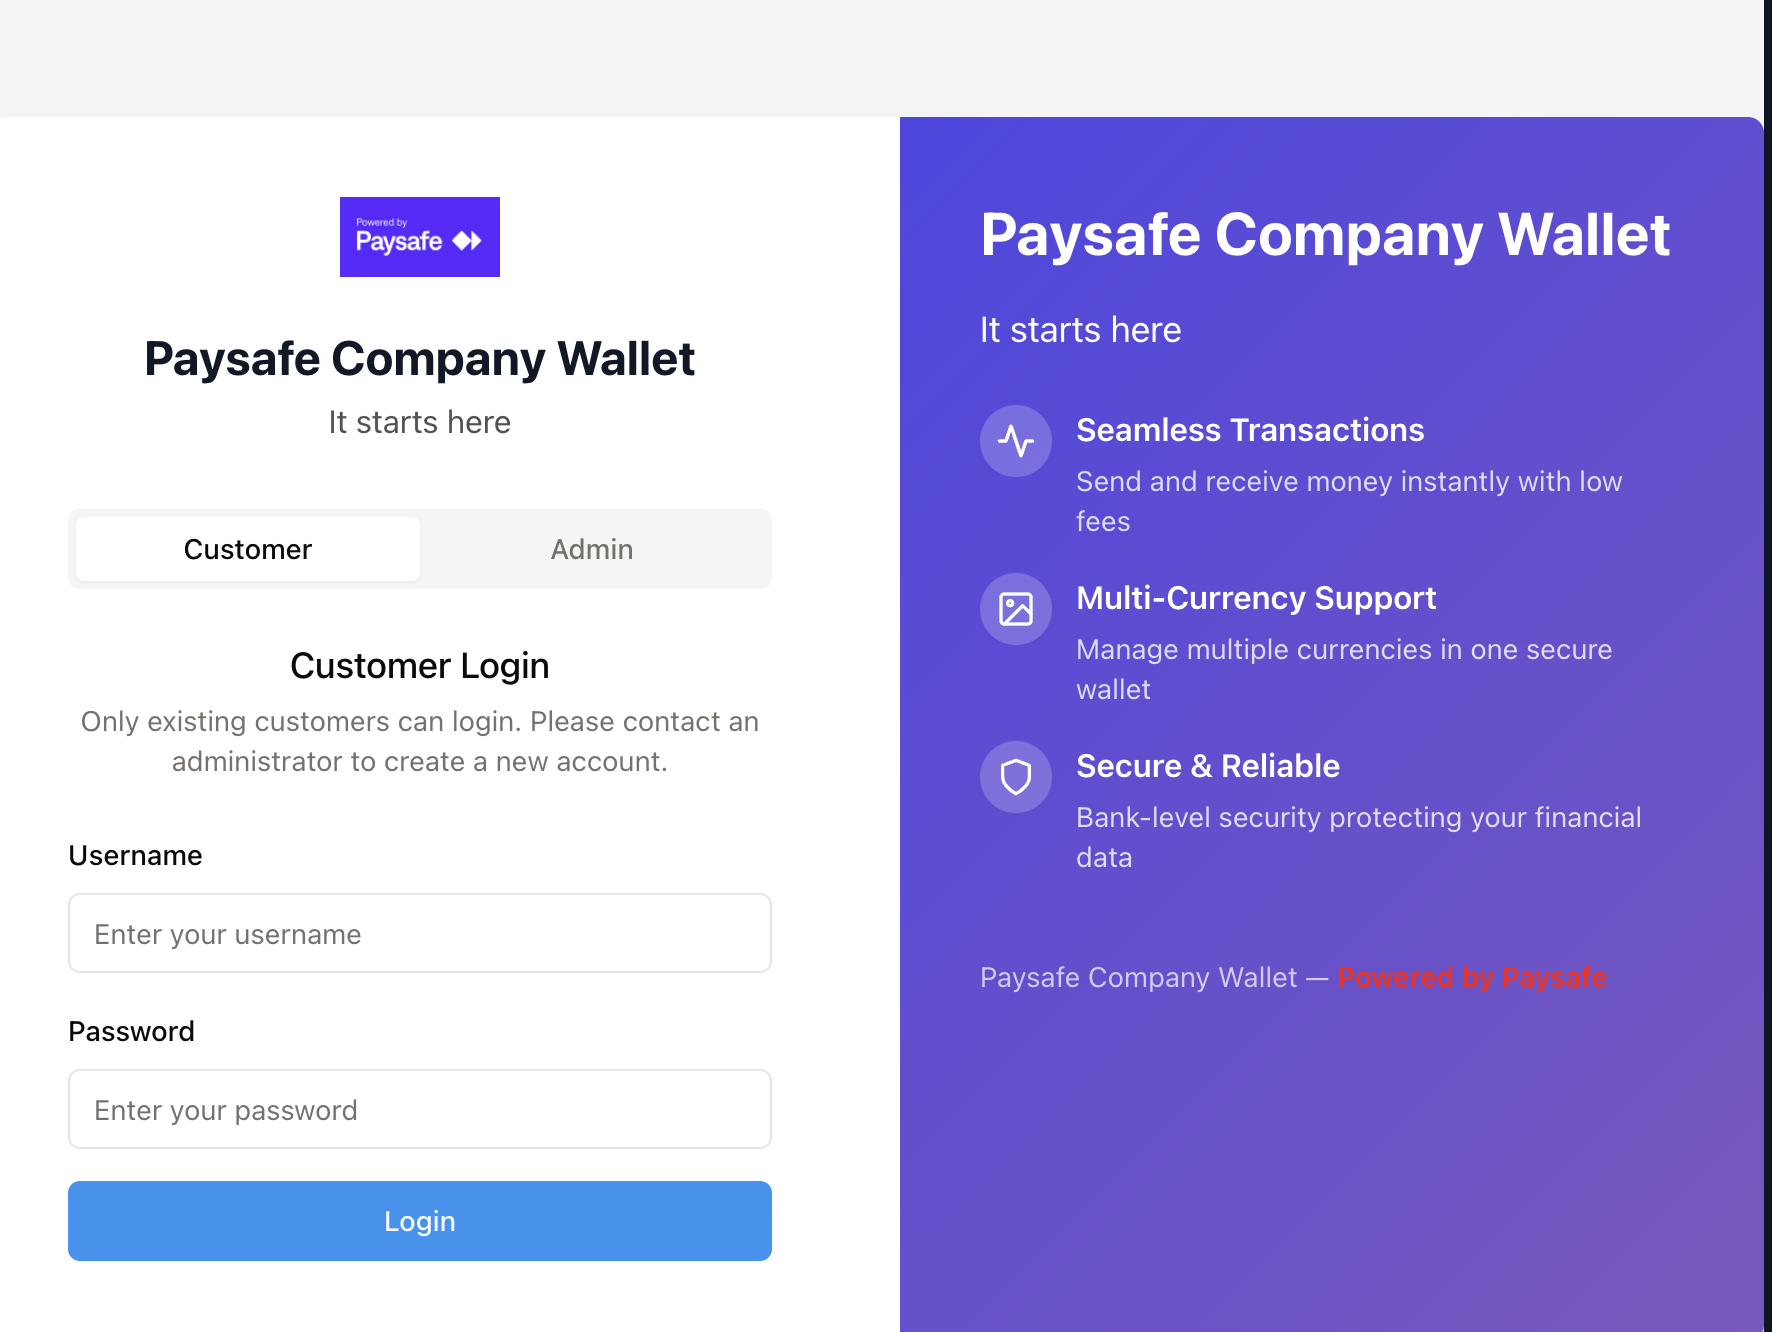 Powered by
Paysafe
Paysafe Company Wallet
It starts here
Customer
Admin
Customer Login
Only existing customers can login. Please contact an
administrator to create a new account.
Username
Enter your username
Password
Enter your password
Login
Paysafe Company Wallet
It starts here
Seamless Transactions
Send and receive money instantly with low
fees
Multi-Currency Support
Manage multiple currencies in one secure
wallet
Secure & Reliable
Bank-level security protecting your financial
data
Paysafe Company Wallet — Powered by Paysafe